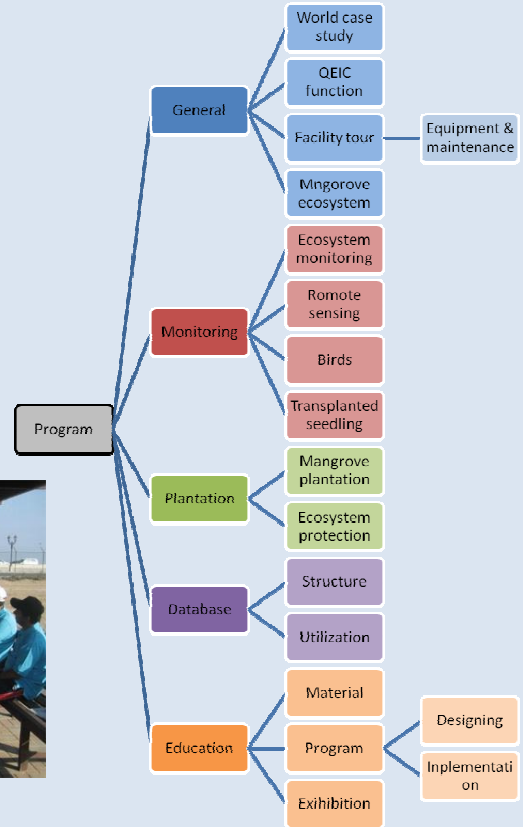 Program
General
World case
study
QEIC
function
Facility tour
Equipment &
maintenance
Mngorove
ecosystem
Monitoring
Ecosystem
monitoring
Romote
sensing
Birds
Transplanted
seedling
Plantation
Mangrove
plantation
Ecosystem
protection
Database
Structure
Utilization
Education
Material
Program
Designing
Inplementati
on
Exihibition